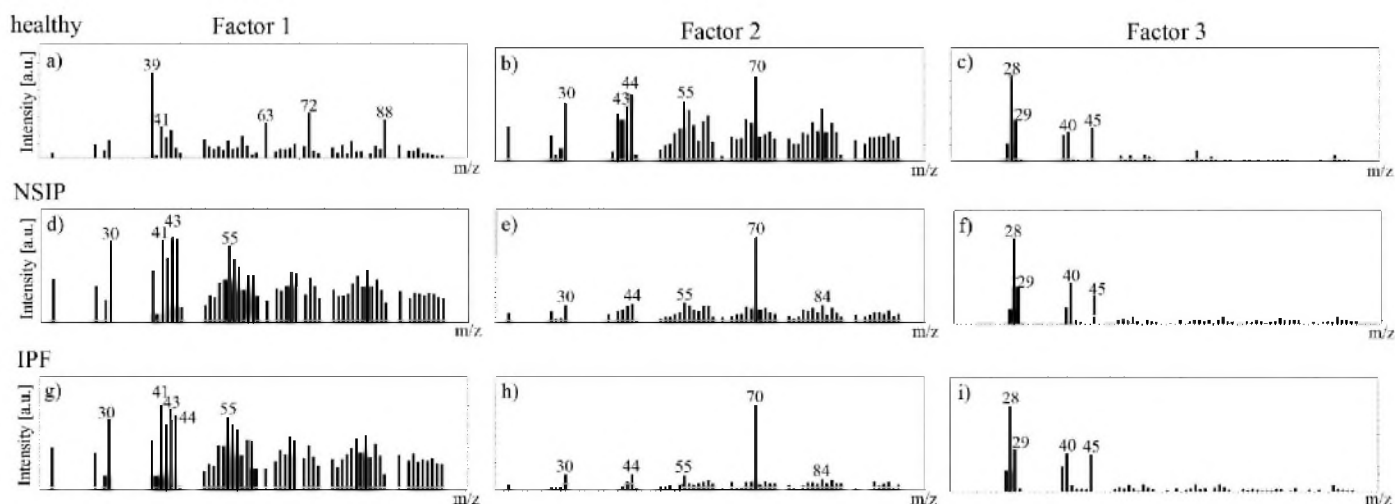 healthy
Factor 1
Factor 2
Factor 3
Intensity [a.u.]
a)
39
41
63
72
88
m/z
b)
30
43
44
55
70
m/z
c)
28
29
40
45
m/z
NSIP
Intensity [a.u.]
d)
30
41
43
55
m/z
e)
30
44
55
70
84
m/z
f)
28
29
40
45
m/z
IPF
Intensity [a.u.]
g)
30
41
43
44
55
m/z
h)
30
44
55
70
84
m/z
i)
28
29
40
45
m/z